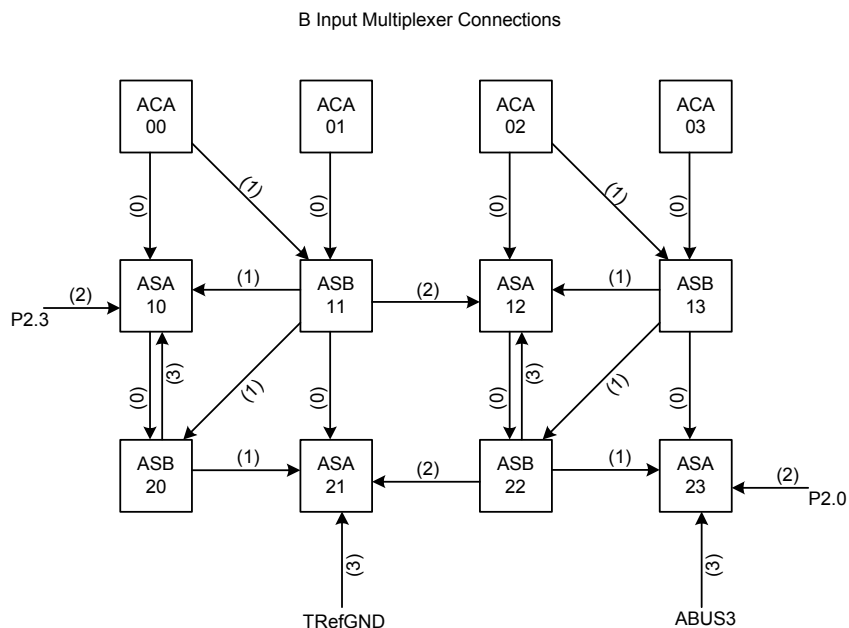 B Input Multiplexer Connections
ACA
00
ACA
01
ACA
02
ACA
03
(0)
(1)
(0)
(0)
(1)
(0)
P2.3
(2)
ASA
10
(1)
ASB
11
(2)
ASA
12
(1)
ASB
13
(0)
(3)
(1)
(0)
(0)
(3)
(1)
(0)
ASB
20
(1)
ASA
21
(2)
ASB
22
(1)
ASA
23
(2)
P2.0
(3)
(3)
TRefGND
ABUS3